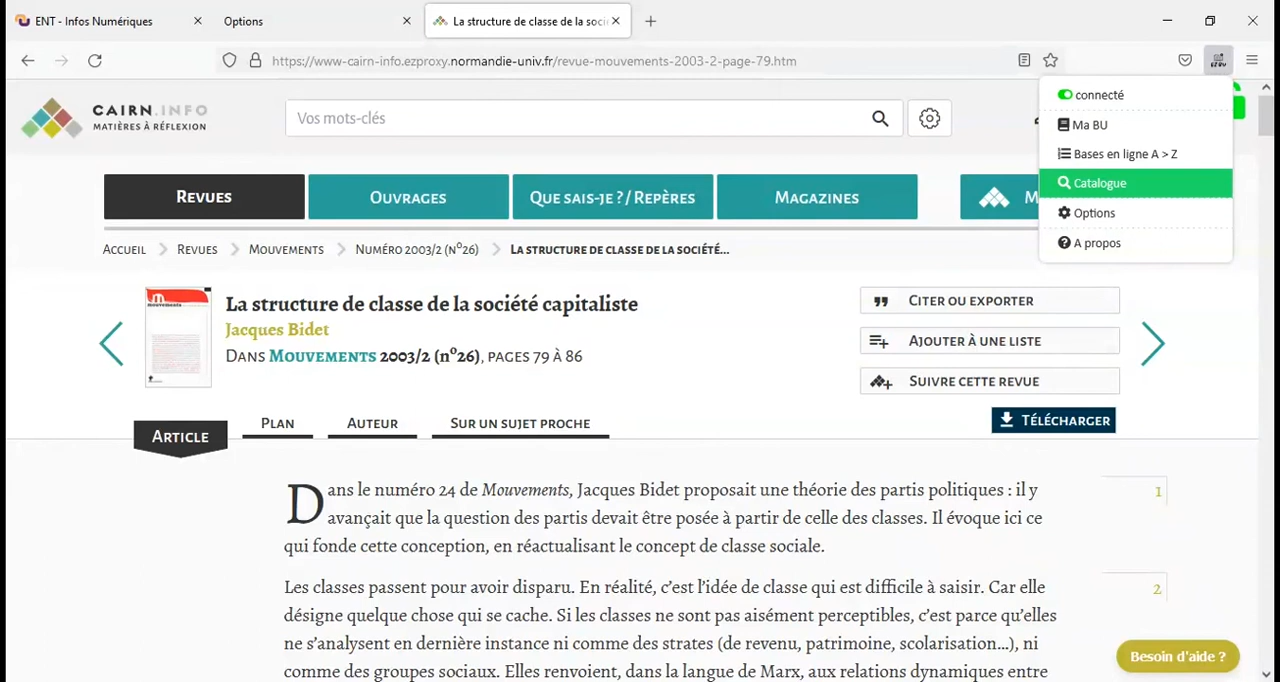 ENT - Infos Numériques
Options
La structure de classe de la soci
https://www-cairn-info.ezproxy.normandie-univ.fr/revue-mouvements-2003-2-page-79.htm
connecté
Ma BU
Bases en ligne A > Z
Catalogue
Options
A propos
CAIRN.INFO
MATIÈRES À RÉFLEXION
Vos mots-clés
REVUES
OUVRAGES
QUE SAIS-JE ? / REPÈRES
MAGAZINES
M
ACCUEIL
REVUES
MOUVEMENTS
NUMÉRO 2003/2 (Nº26)
LA STRUCTURE DE CLASSE DE LA SOCIÉTÉ...
La structure de classe de la société capitaliste
Jacques Bidet
DANS MOUVEMENTS 2003/2 (nº26), PAGES 79 À 86
CITER OU EXPORTER
AJOUTER À UNE LISTE
SUIVRE CETTE REVUE
TÉLÉCHARGER
ARTICLE
PLAN
AUTEUR
SUR UN SUJET PROCHE
Dans le numéro 24 de Mouvements, Jacques Bidet proposait une théorie des partis politiques : il y
avançait que la question des partis devait être posée à partir de celle des classes. Il évoque ici ce
qui fonde cette conception, en réactualisant le concept de classe sociale.
1
Les classes passent pour avoir disparu. En réalité, c’est l’idée de classe qui est difficile à saisir. Car elle
désigne quelque chose qui se cache. Si les classes ne sont pas aisément perceptibles, c’est parce qu’elles
ne s’analysent en dernière instance ni comme des strates (de revenu, patrimoine, scolarisation…), ni
comme des groupes sociaux. Elles renvoient, dans la langue de Marx, aux relations dynamiques entre
2
Besoin d'aide ?